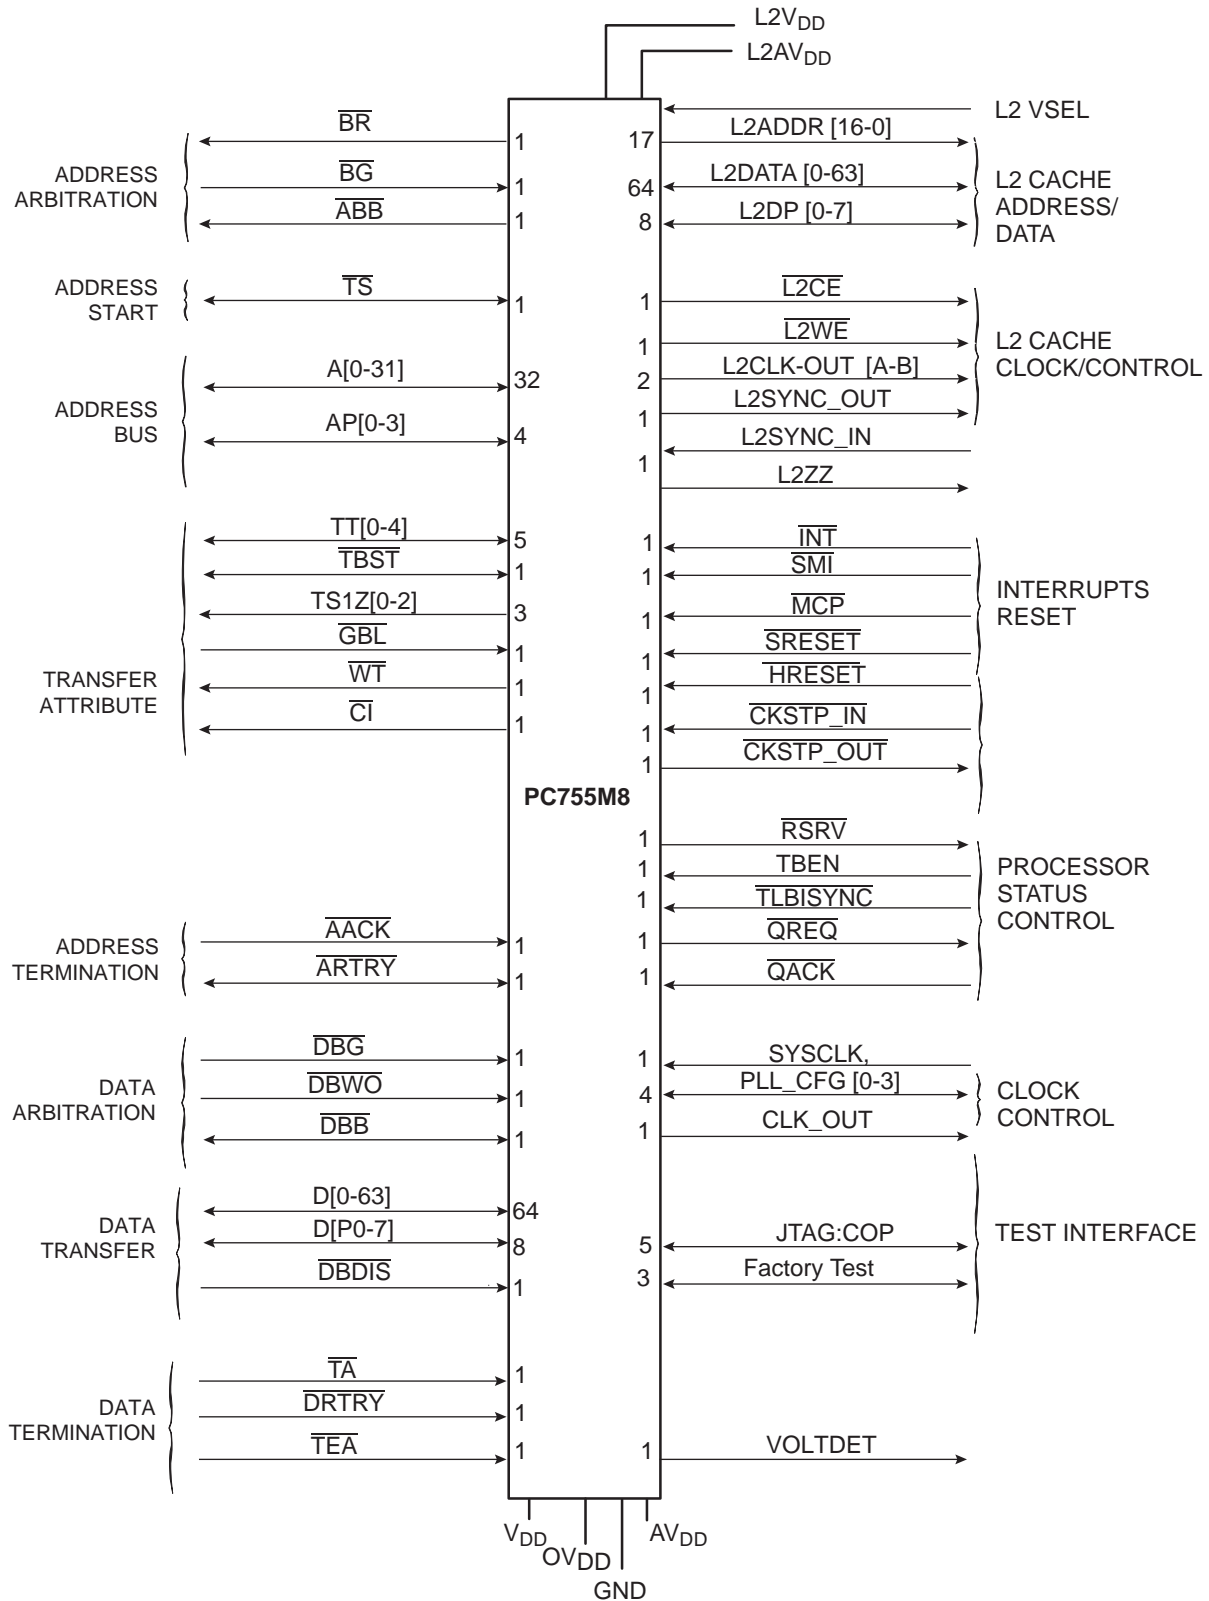 L2VDD
L2AVDD
L2 VSEL
BR
1
17
L2ADDR [16-0]
ADDRESS
ARBITRATION
BG
1
64
L2DATA [0-63]
L2 CACHE
ADDRESS/
DATA
ABB
1
8
L2DP [0-7]
ADDRESS
START
TS
1
1
L2CE
1
L2WE
L2 CACHE
CLOCK/CONTROL
ADDRESS
BUS
A[0-31]
32
2
L2CLK-OUT [A-B]
1
L2SYNC_OUT
AP[0-3]
4
L2SYNC_IN
1
L2ZZ
TRANSFER
ATTRIBUTE
TT[0-4]
5
TBST
1
TS1Z[0-2]
3
GBL
1
WT
1
CI
1
1
INT
1
SMI
INTERRUPTS
RESET
1
MCP
1
SRESET
1
HRESET
1
CKSTP_IN
1
CKSTP_OUT
PC755M8
1
RSRV
1
TBEN
PROCESSOR
STATUS
CONTROL
1
TLBISYNC
1
QREQ
1
QACK
ADDRESS
TERMINATION
AACK
1
ARTRY
1
DATA
ARBITRATION
DBG
1
DBWO
1
DBB
1
1
SYSCLK,
4
PLL_CFG [0-3]
CLOCK
CONTROL
1
CLK_OUT
DATA
TRANSFER
D[0-63]
64
D[P0-7]
8
DBDIS
1
5
JTAG:COP
TEST INTERFACE
3
Factory Test
DATA
TERMINATION
TA
1
DRTRY
1
TEA
1
1
VOLTDET
VDD
OVDD
GND
AVDD